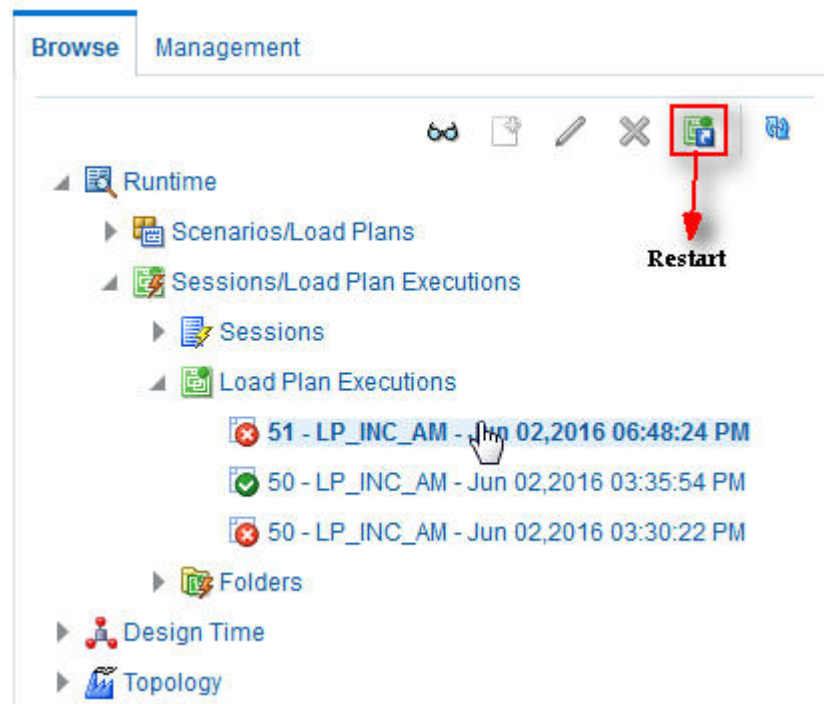 Browse Management
Restart
Runtime
Scenarios/Load Plans
Sessions/Load Plan Executions
Sessions
Load Plan Executions
51 - LP_INC_AM - Jun 02,2016 06:48:24 PM
50 - LP_INC_AM - Jun 02,2016 03:35:54 PM
50 - LP_INC_AM - Jun 02,2016 03:30:22 PM
Folders
Design Time
Topology